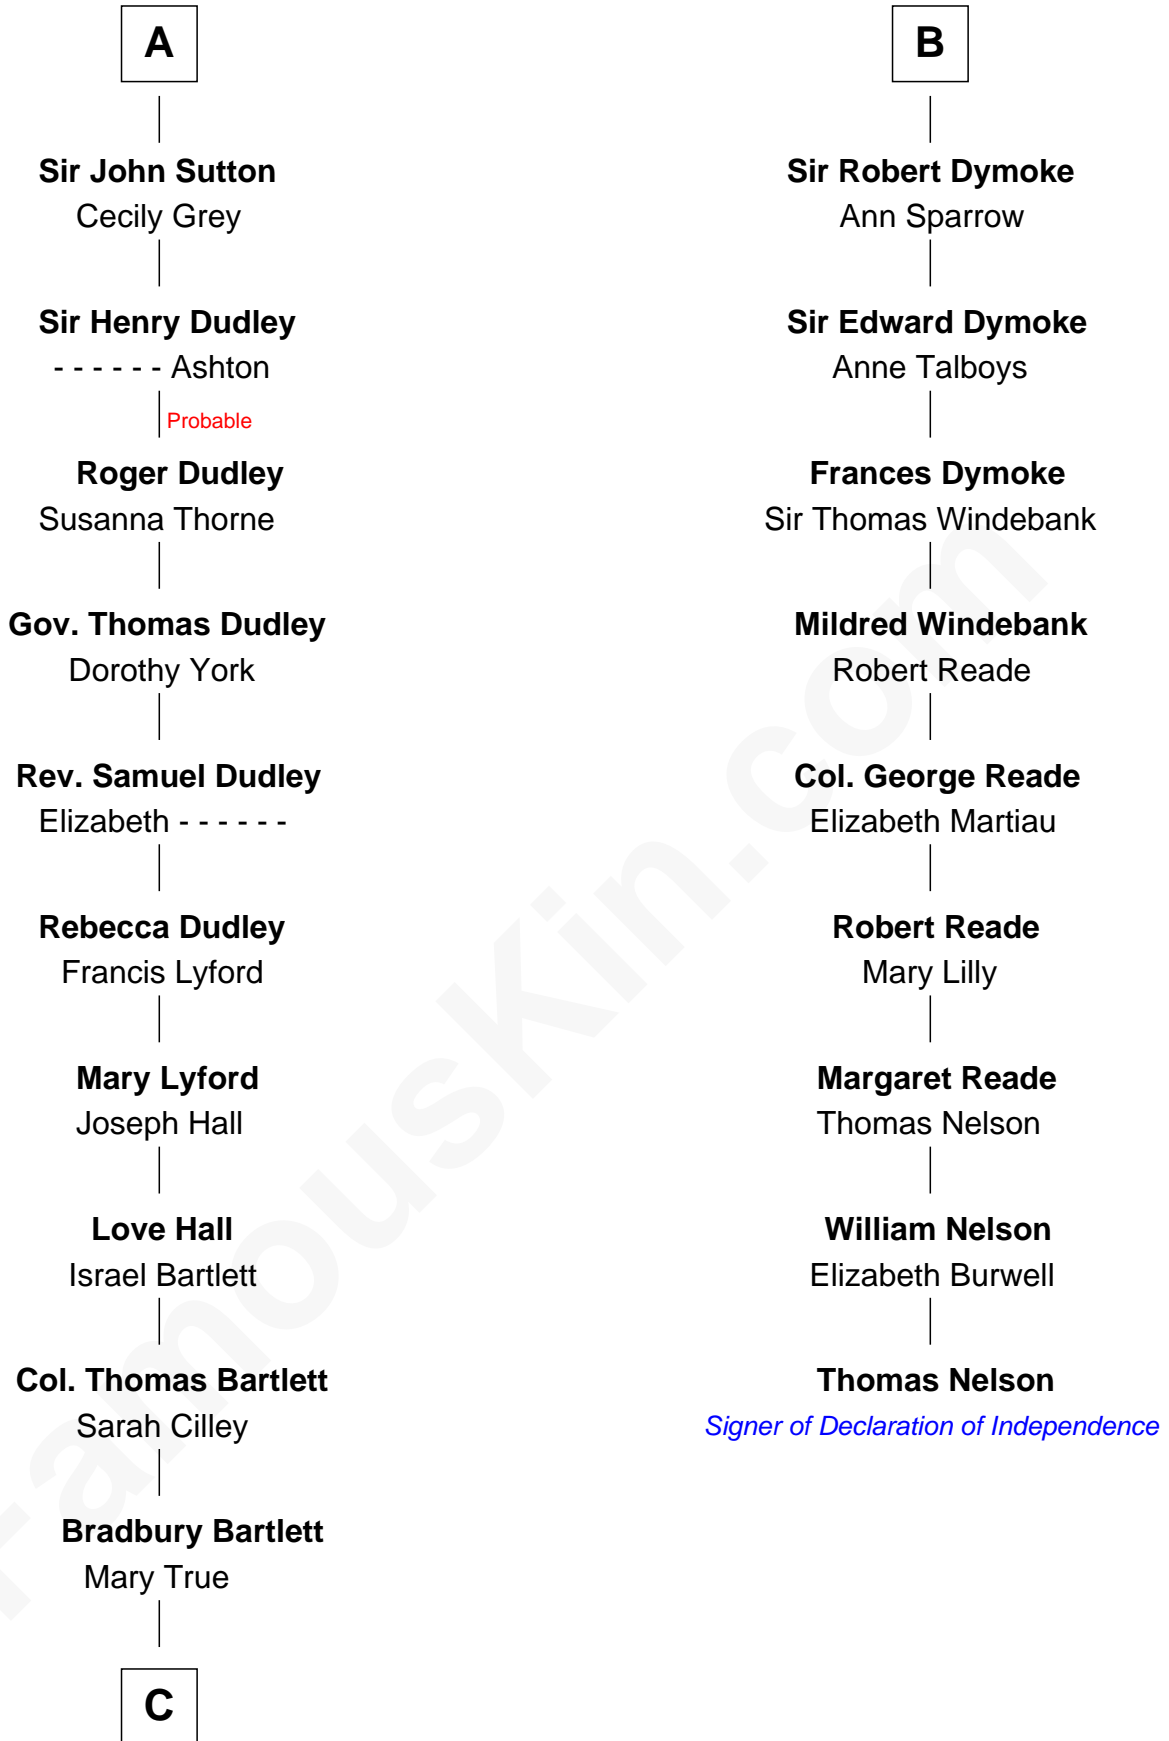 A
Sir John Sutton
Cecily Grey
Sir Henry Dudley
- - - - - - Ashton
Probable
Roger Dudley
Susanna Thorne
Gov. Thomas Dudley
Dorothy York
Rev. Samuel Dudley
Elizabeth - - - - - -
Rebecca Dudley
Francis Lyford
Mary Lyford
Joseph Hall
Love Hall
Israel Bartlett
Col. Thomas Bartlett
Sarah Cilley
Bradbury Bartlett
Mary True
C
B
Sir Robert Dymoke
Ann Sparrow
Sir Edward Dymoke
Anne Talboys
Frances Dymoke
Sir Thomas Windebank
Mildred Windebank
Robert Reade
Col. George Reade
Elizabeth Martiau
Robert Reade
Mary Lilly
Margaret Reade
Thomas Nelson
William Nelson
Elizabeth Burwell
Thomas Nelson
Signer of Declaration of Independence
FamousKin.com